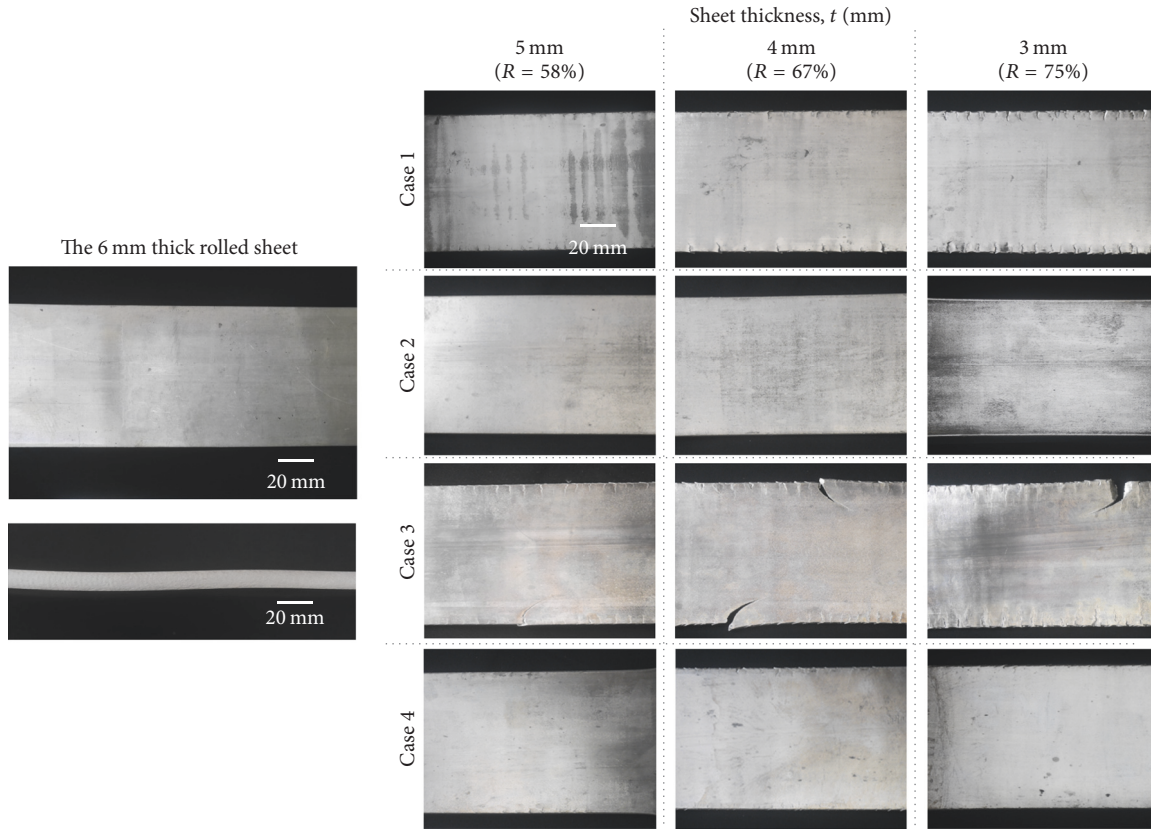 Sheet thickness, t (mm)
5 mm
(R = 58%)
4 mm
(R = 67%)
3 mm
(R = 75%)
Case 1
20 mm
The 6 mm thick rolled sheet
20 mm
20 mm
Case 2
Case 3
Case 4